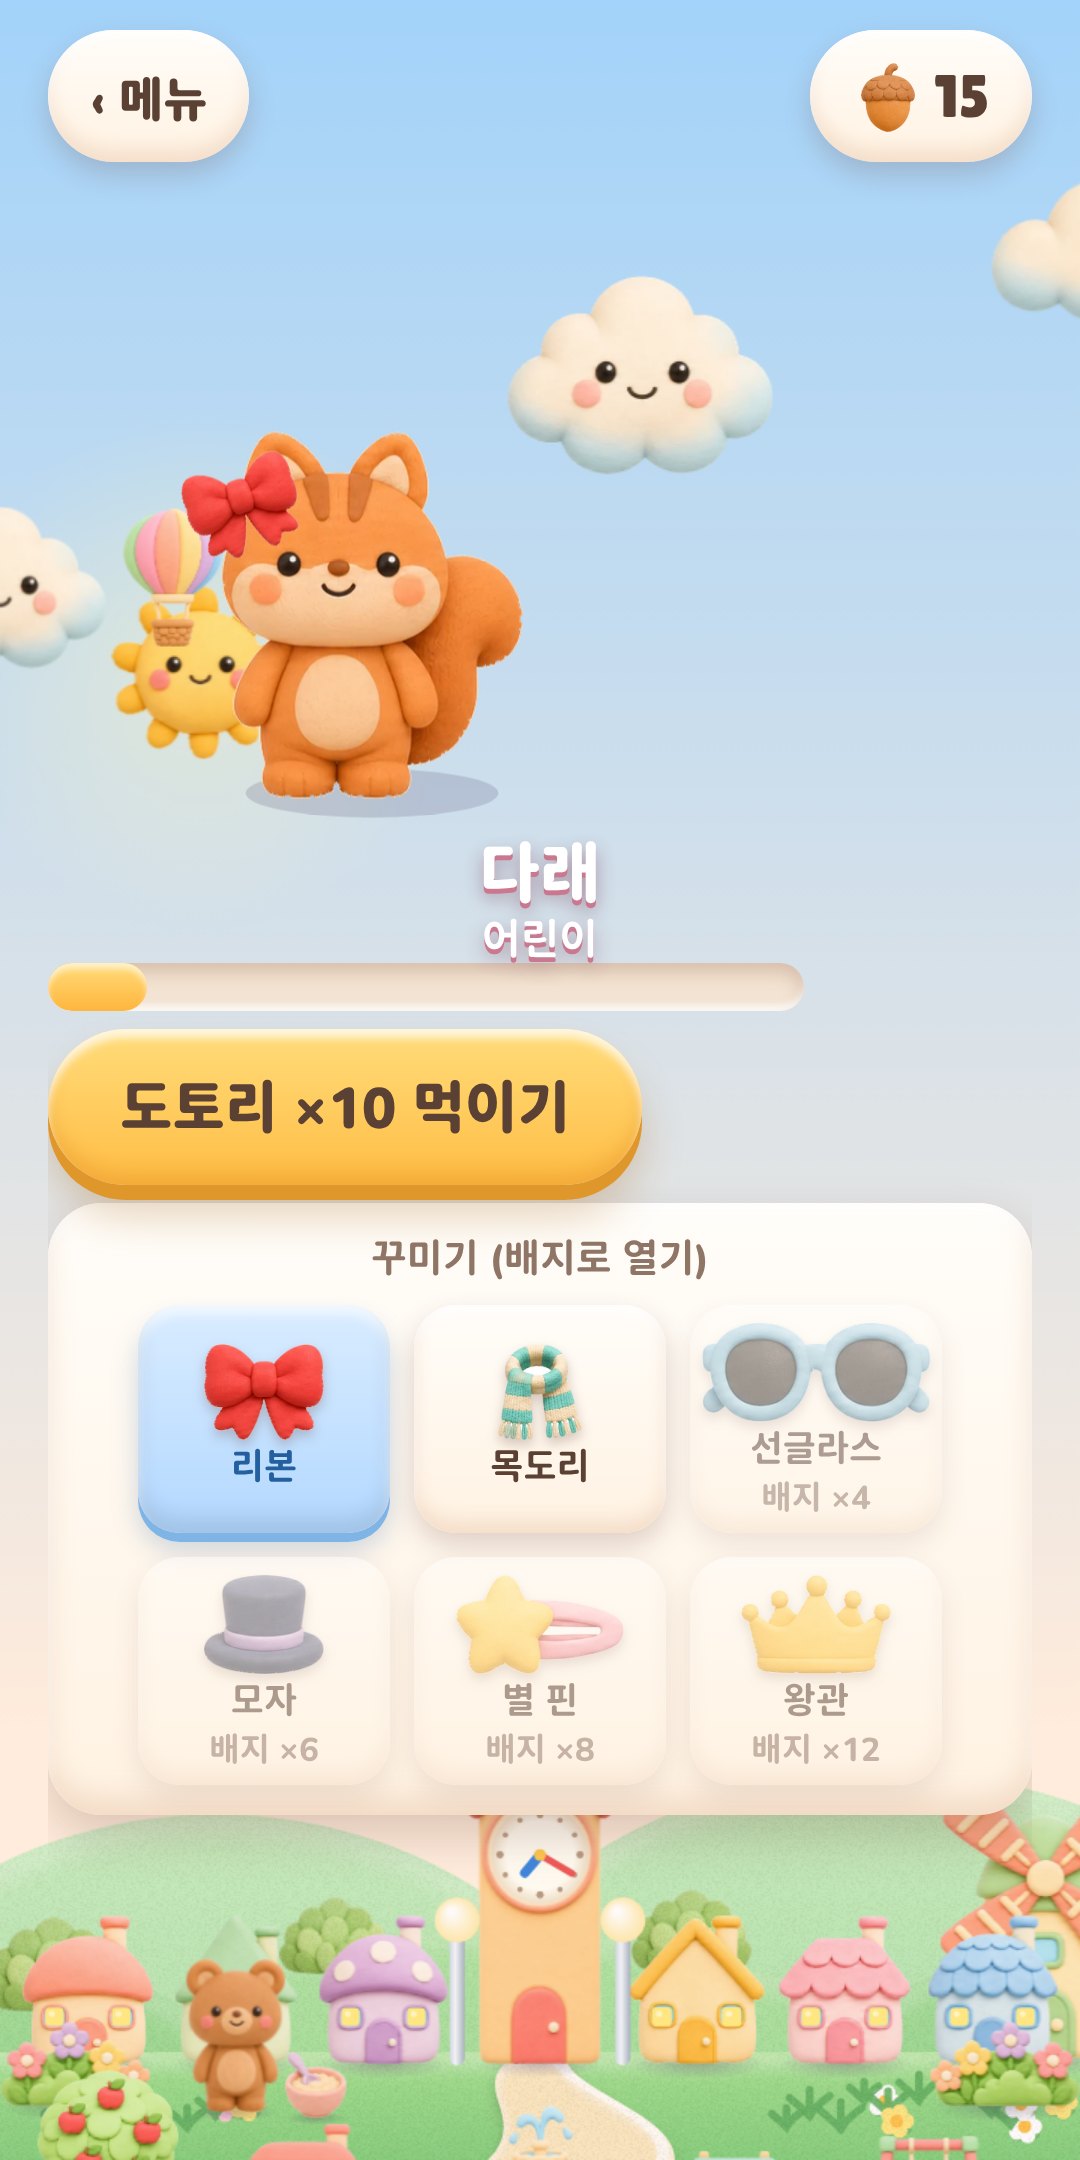 ‹ 메뉴
15
다래
어린이
도토리 ×10 먹이기
꾸미기 (배지로 열기)
리본
목도리
선글라스
배지 ×4
모자
배지 ×6
별 핀
배지 ×8
왕관
배지 ×12